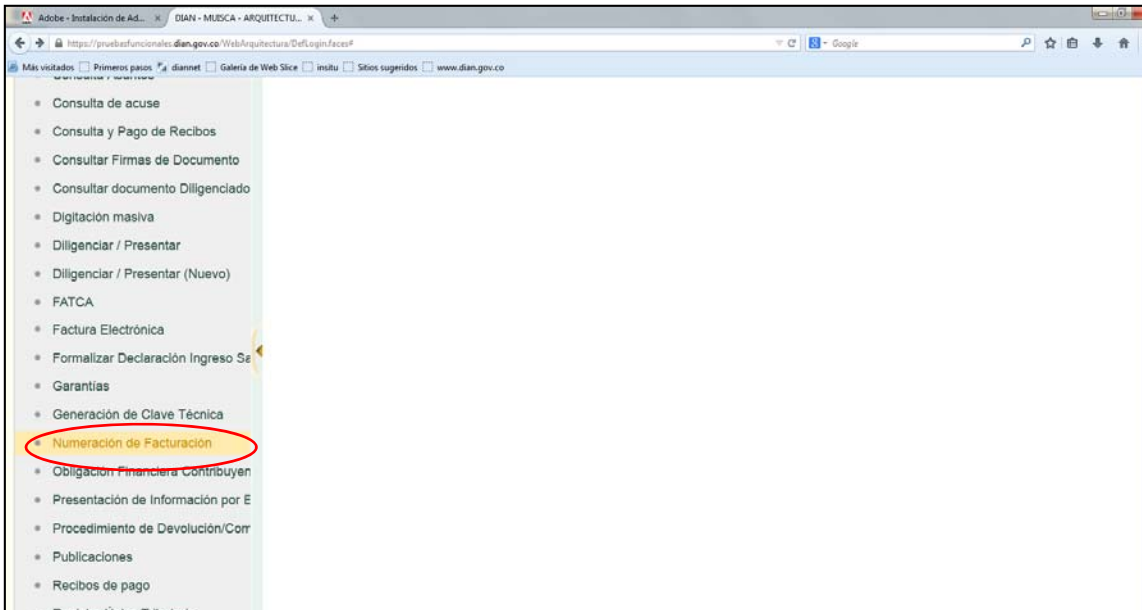 Adobe - Instalación de Ad...
DIAN - MUISCA - ARQUITECTU...
https://pruebasfuncionales.dian.gov.co/WebArquitectura/DefLogin.faces#
Google
Más visitados Primeros pasos diannet Galería de Web Slice insitu Sitios sugeridos www.dian.gov.co
Consulta Asuntos
Consulta de acuse
Consulta y Pago de Recibos
Consultar Firmas de Documento
Consultar documento Diligenciado
Digitación masiva
Diligenciar / Presentar
Diligenciar / Presentar (Nuevo)
FATCA
Factura Electrónica
Formalizar Declaración Ingreso Sa
Garantías
Generación de Clave Técnica
Numeración de Facturación
Obligación Financiera Contribuyen
Presentación de Información por E
Procedimiento de Devolución/Com
Publicaciones
Recibos de pago